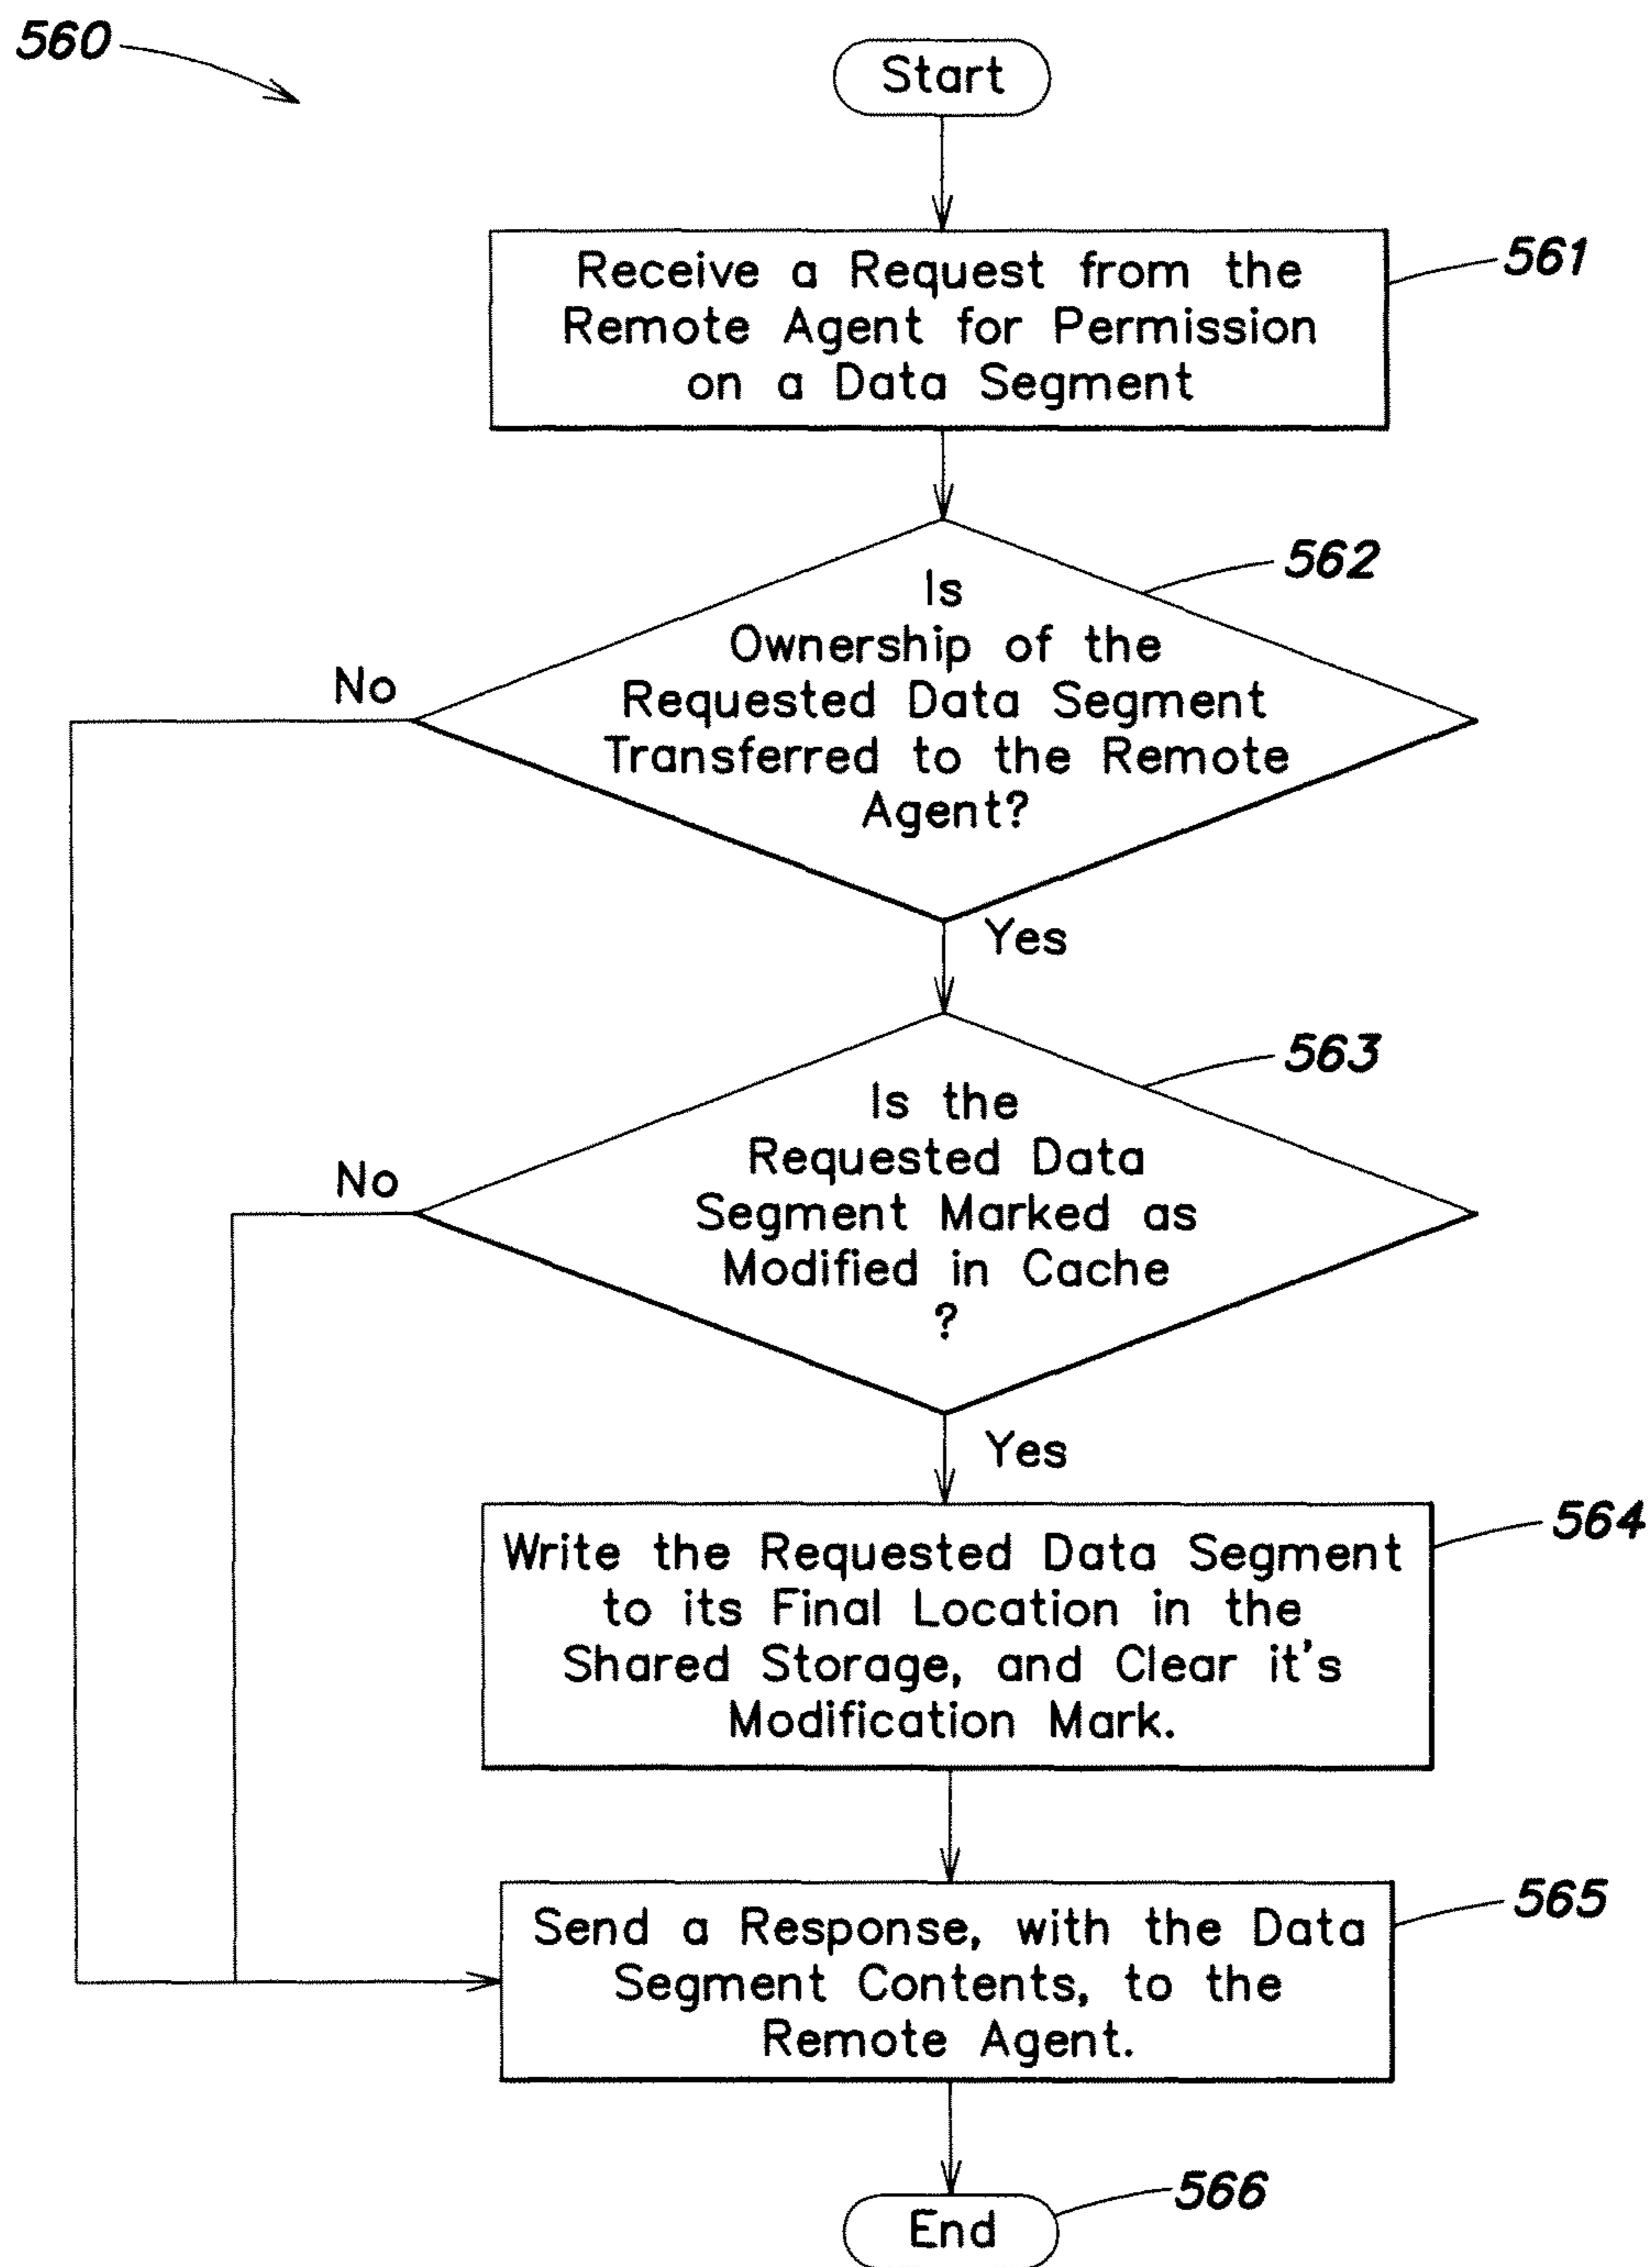 560
Start
Receive a Request from the
Remote Agent for Permission
on a Data Segment
561
562
Is
Ownership of the
Requested Data Segment
Transferred to the Remote
Agent?
No
Yes
563
Is the
Requested Data
Segment Marked as
Modified in Cache
?
No
Yes
564
Write the Requested Data Segment
to its Final Location in the
Shared Storage, and Clear it's
Modification Mark.
565
Send a Response, with the Data
Segment Contents, to the
Remote Agent.
566
End